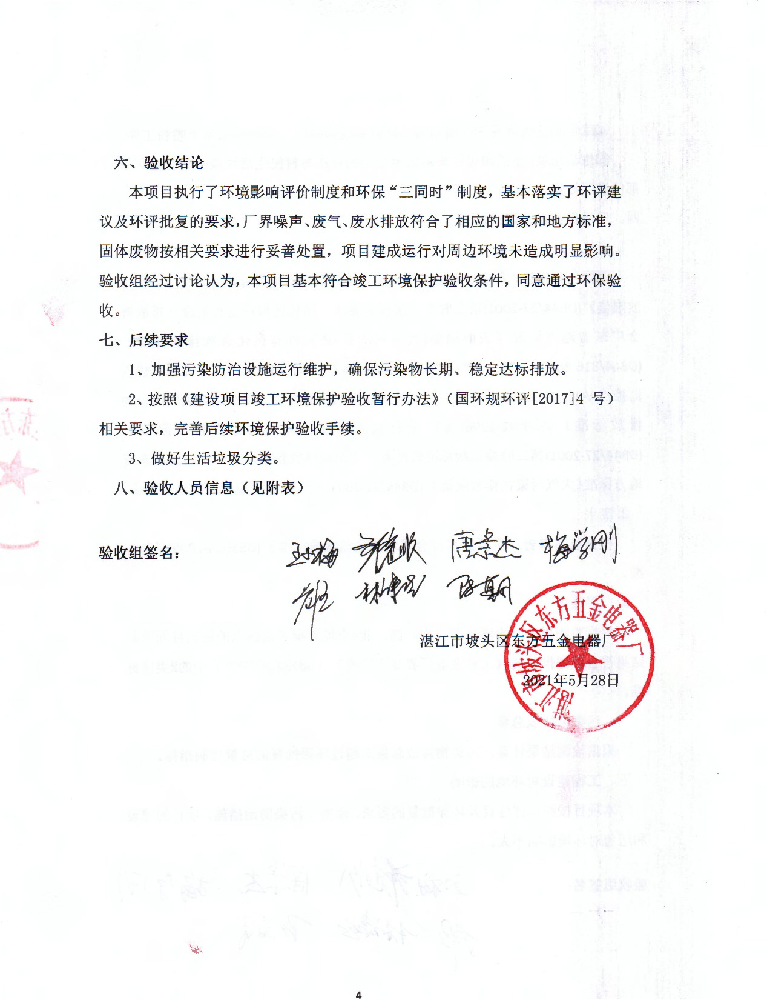 六、验收结论
本项目执行了环境影响评价制度和环保“三同时”制度，基本落实了环评建
议及环评批复的要求，厂界噪声、废气、废水排放符合了相应的国家和地方标准，
固体废物按相关要求进行妥善处置，项目建成运行对周边环境未造成明显影响。
验收组经过讨论认为，本项目基本符合竣工环境保护验收条件，同意通过环保验
收。
七、后续要求
1、加强污染防治设施运行维护，确保污染物长期、稳定达标排放。
2、按照《建设项目竣工环境保护验收暂行办法》（国环规环评[2017]4 号）
相关要求，完善后续环境保护验收手续。
3、做好生活垃圾分类。
八、验收人员信息（见附表）
验收组签名：
唐景杰 梅学刚
湛江市坡头区东方五金电器厂
2021年5月28日
湛江市坡头区东方五金电器厂
4